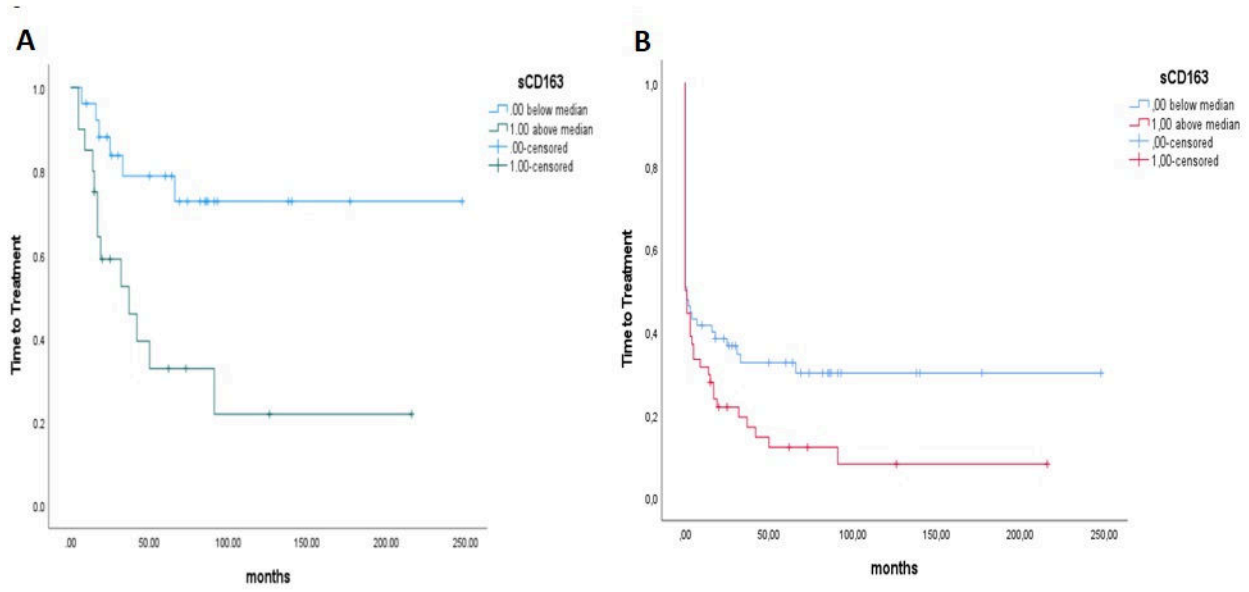 A
sCD163
.00 below median
1.00 above median
.00-censored
1.00-censored
1.0
0.8
0.6
0.4
0.2
0.0
Time to Treatment
.00 50.00 100.00 150.00 200.00 250.00
months
B
sCD163
,00 below median
1,00 above median
,00-censored
1,00-censored
1,0
0,8
0,6
0,4
0,2
0,0
Time to Treatment
,00 50,00 100,00 150,00 200,00 250,00
months